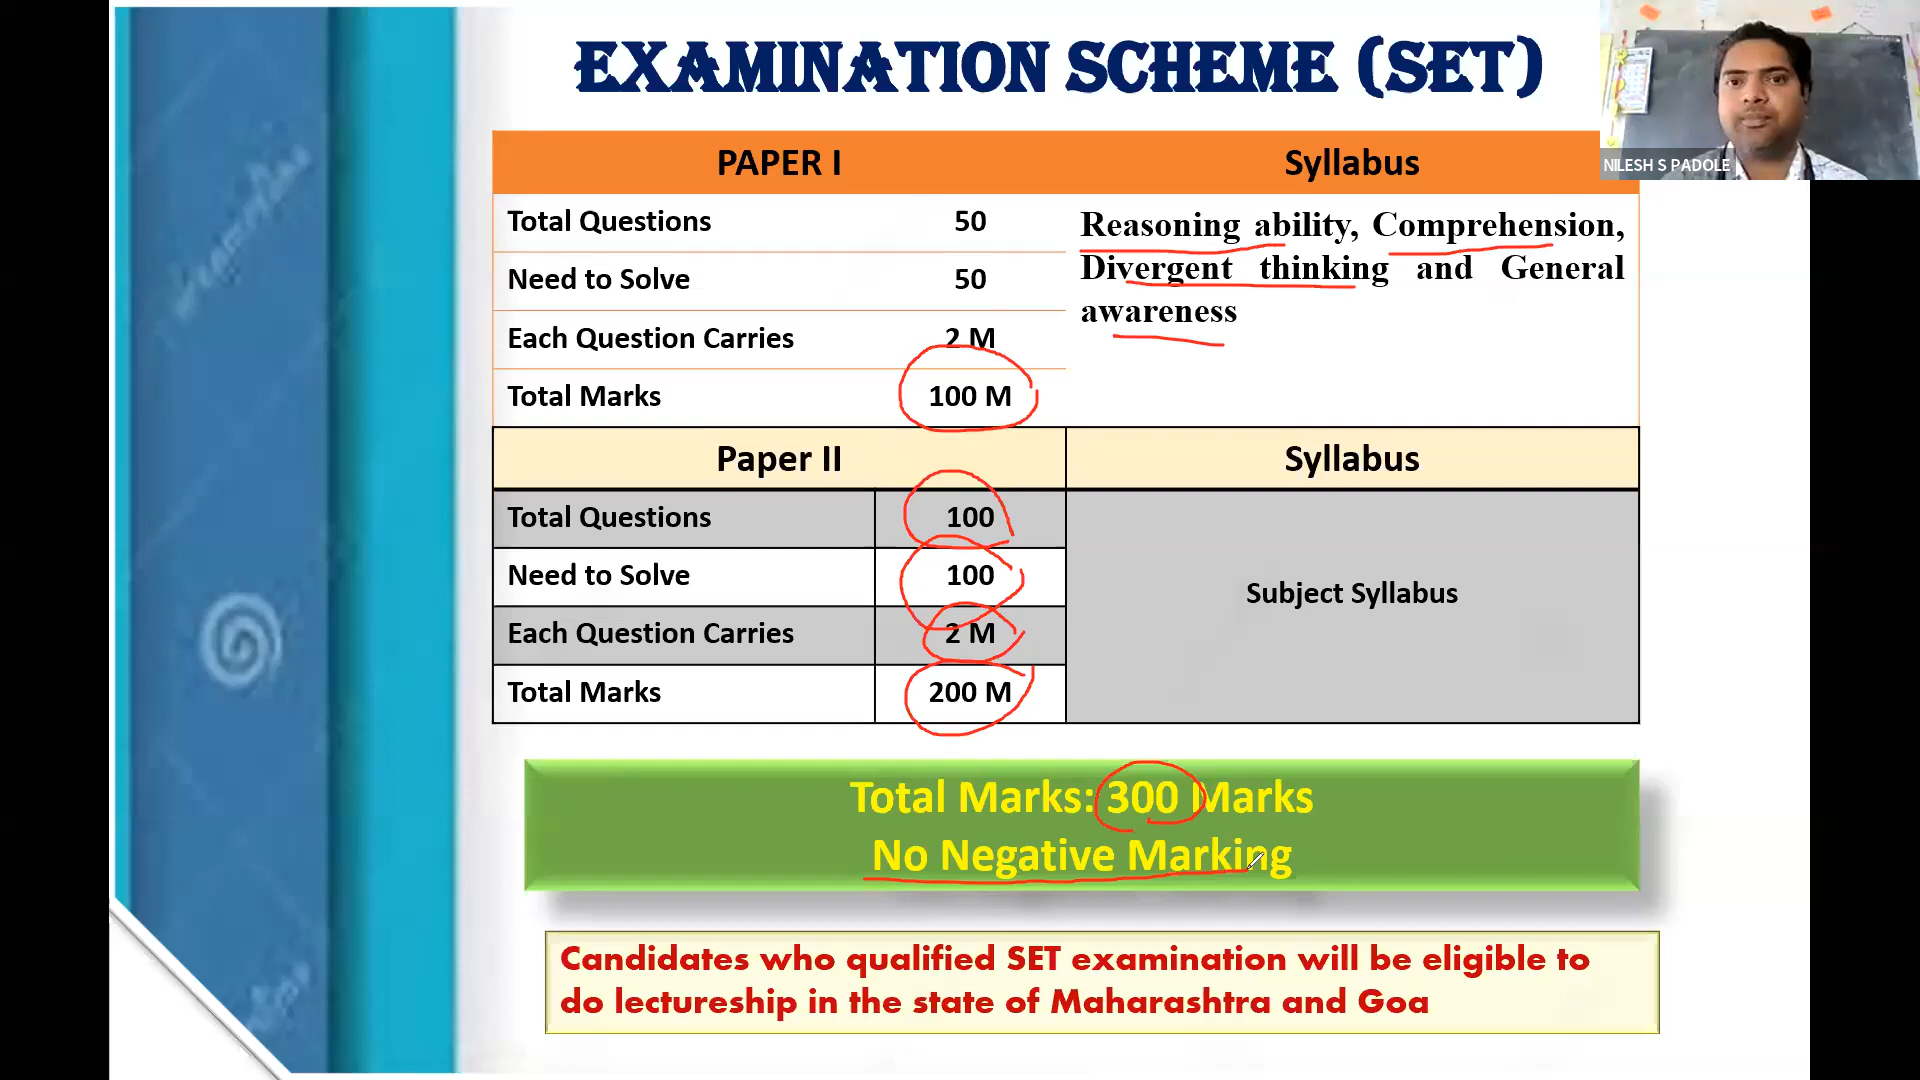 EXAMINATION SCHEME (SET)
NILESH S PADOLE
PAPER I Syllabus
Total Questions 50
Need to Solve 50
Each Question Carries 2 M
Total Marks 100 M
Reasoning ability, Comprehension,
Divergent thinking and General
awareness
Paper II Syllabus
Total Questions 100
Need to Solve 100
Each Question Carries 2 M
Total Marks 200 M
Subject Syllabus
Total Marks: 300 Marks
No Negative Marking
Candidates who qualified SET examination will be eligible to
do lectureship in the state of Maharashtra and Goa